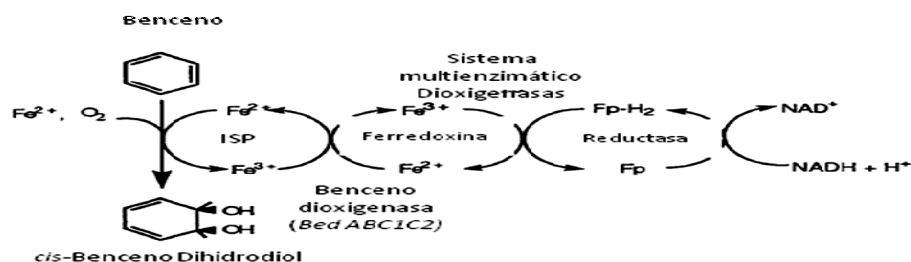 Benceno
Sistema
multienzimático
Dioxigenasas
Fe²⁺, O₂
Fe²⁺
Fe³⁺
Fp-H₂
NAD⁺
ISP
Ferredoxina
Reductasa
Fe³⁺
Fe²⁺
Fp
NADH + H⁺
Benceno
dioxigenasa
(Bed ABC1C2)
OH
OH
cis-Benceno Dihidrodiol